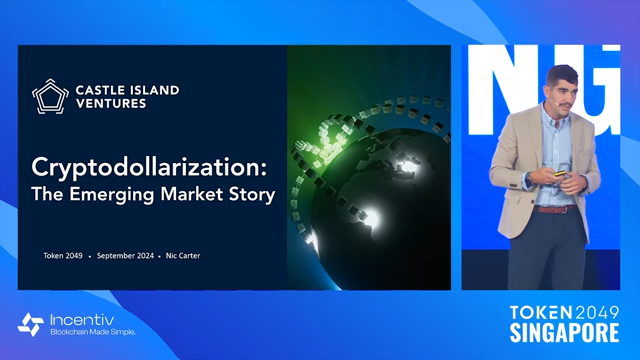 CASTLE ISLAND
VENTURES
Cryptodollarization:
The Emerging Market Story
Token 2049 • September 2024 • Nic Carter
NG
Incentiv
Blockchain Made Simple.
TOKEN2049
SINGAPORE